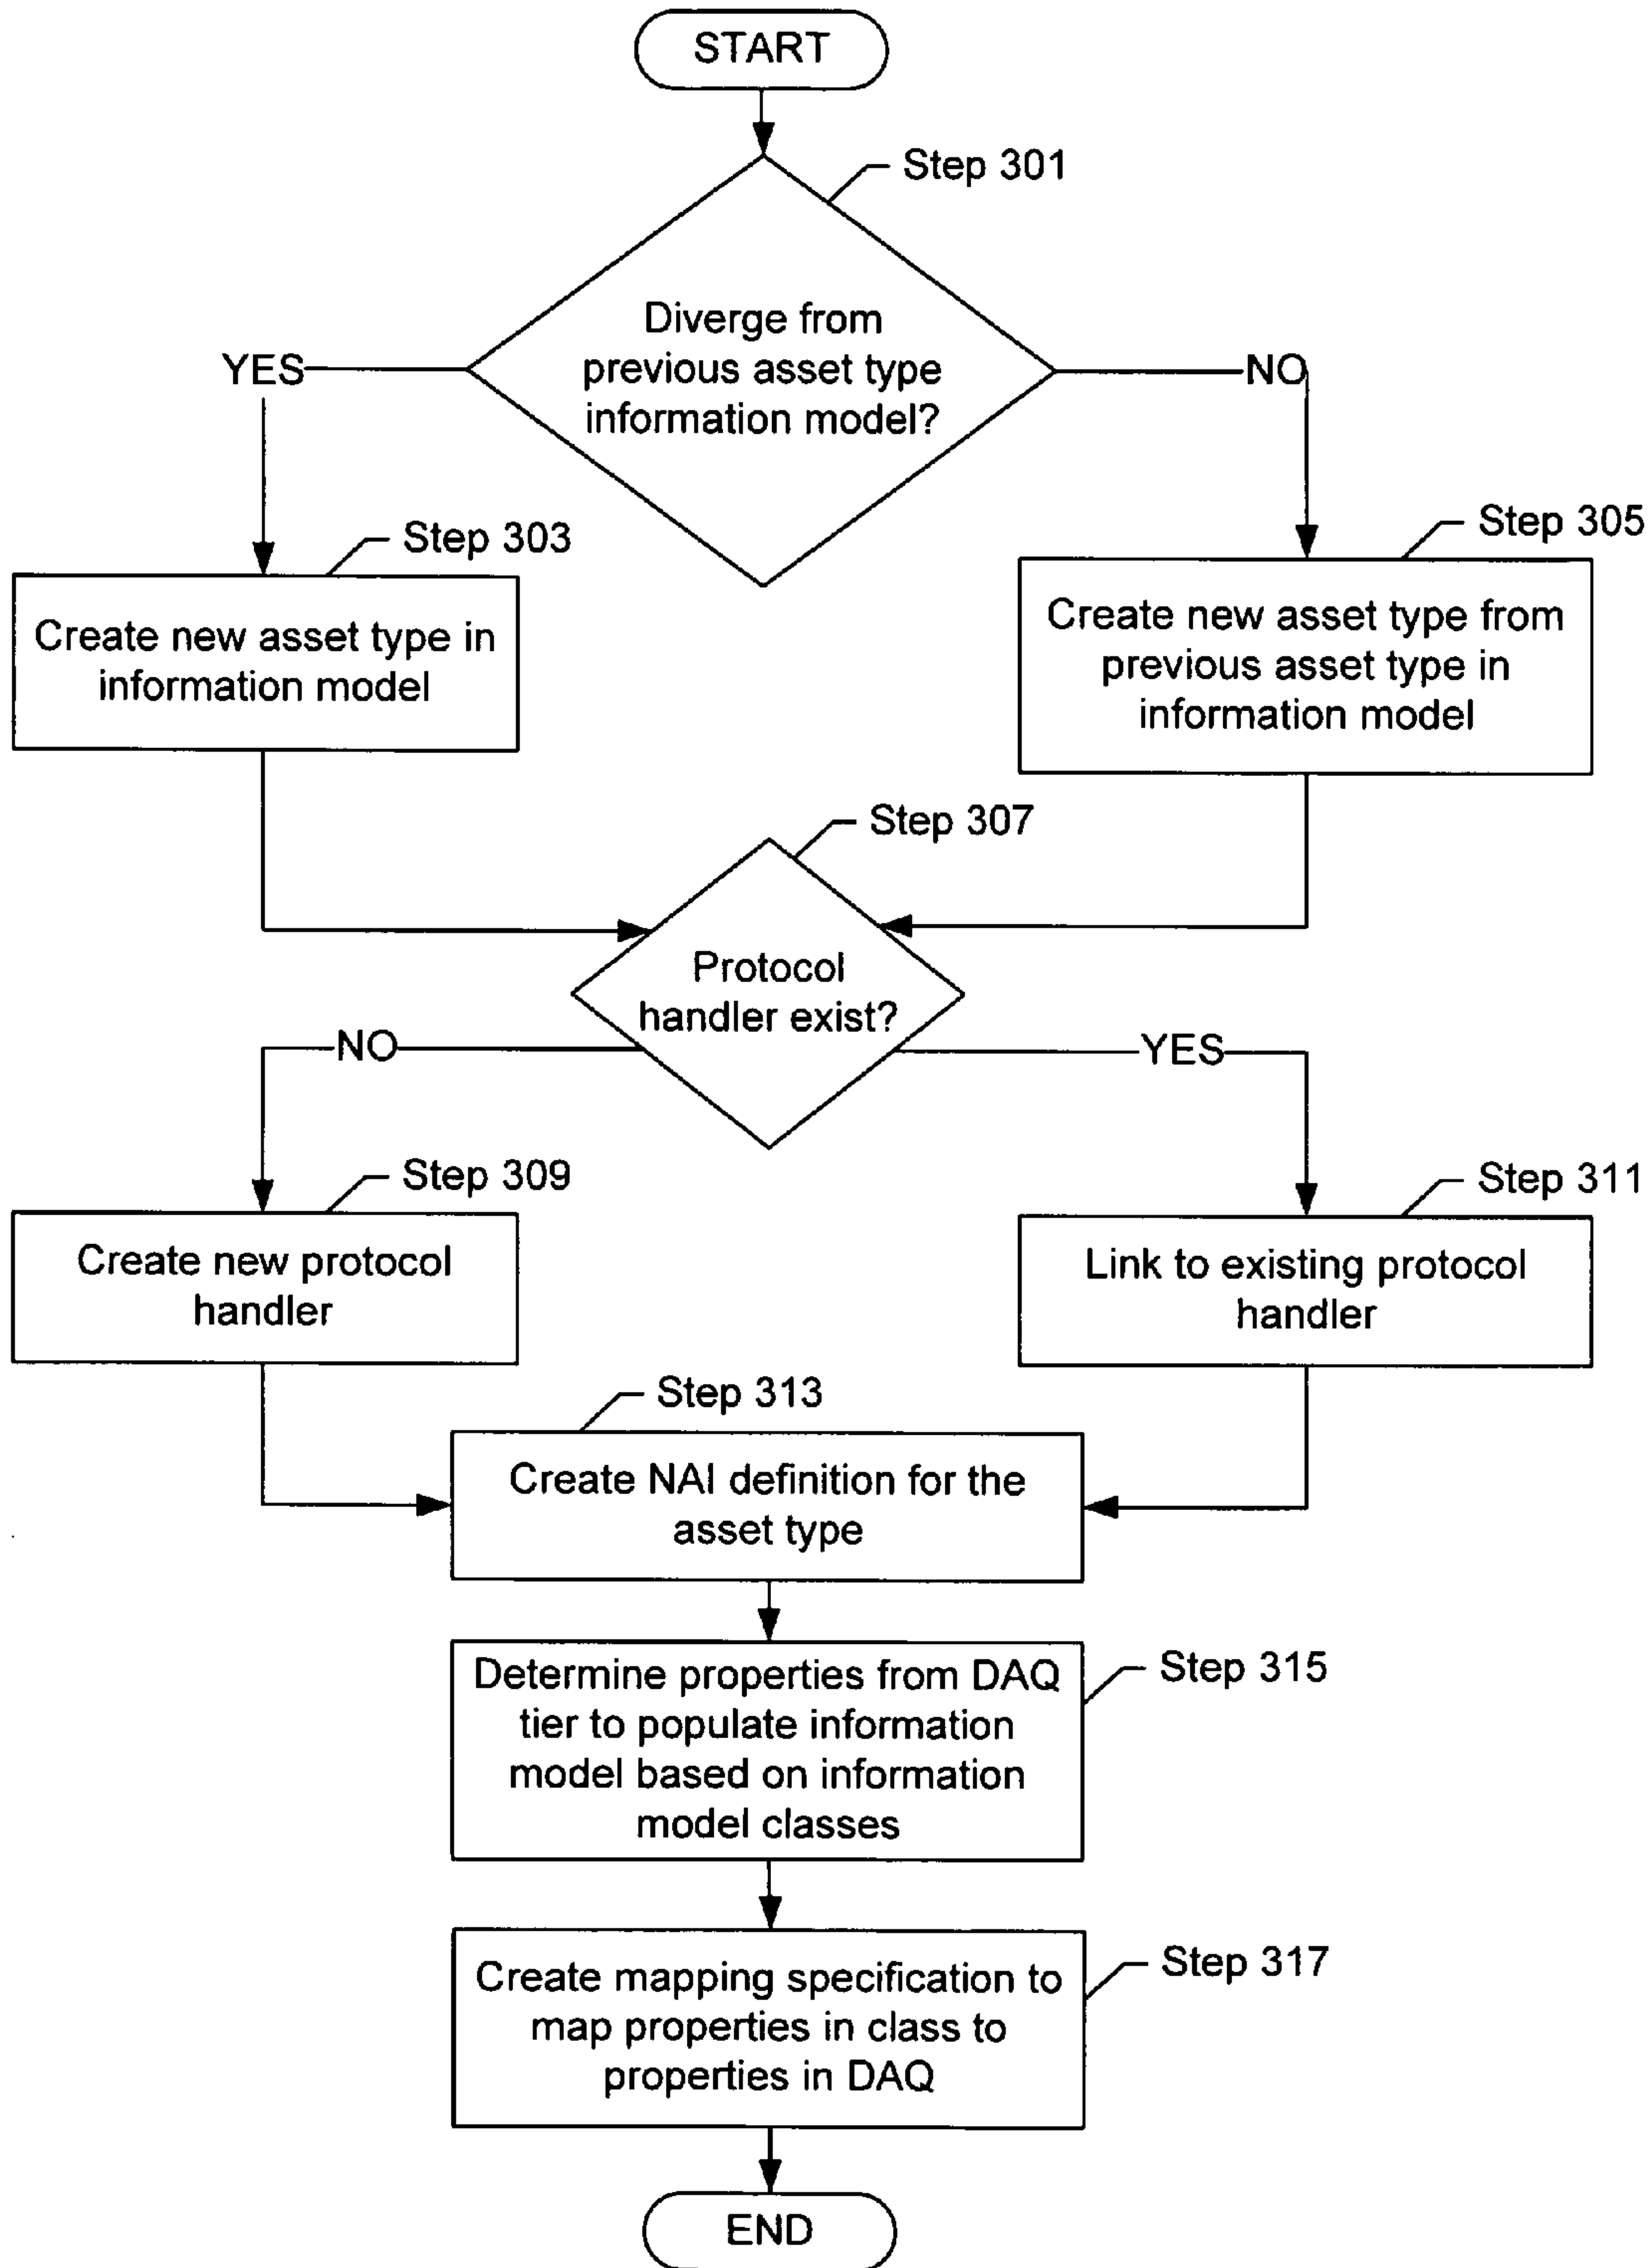 START
Step 301
Diverge from
previous asset type
information model?
YES
NO
Step 303
Step 305
Create new asset type in
information model
Create new asset type from
previous asset type in
information model
Step 307
Protocol
handler exist?
NO
YES
Step 309
Step 311
Create new protocol
handler
Link to existing protocol
handler
Step 313
Create NAI definition for the
asset type
Step 315
Determine properties from DAQ
tier to populate information
model based on information
model classes
Step 317
Create mapping specification to
map properties in class to
properties in DAQ
END